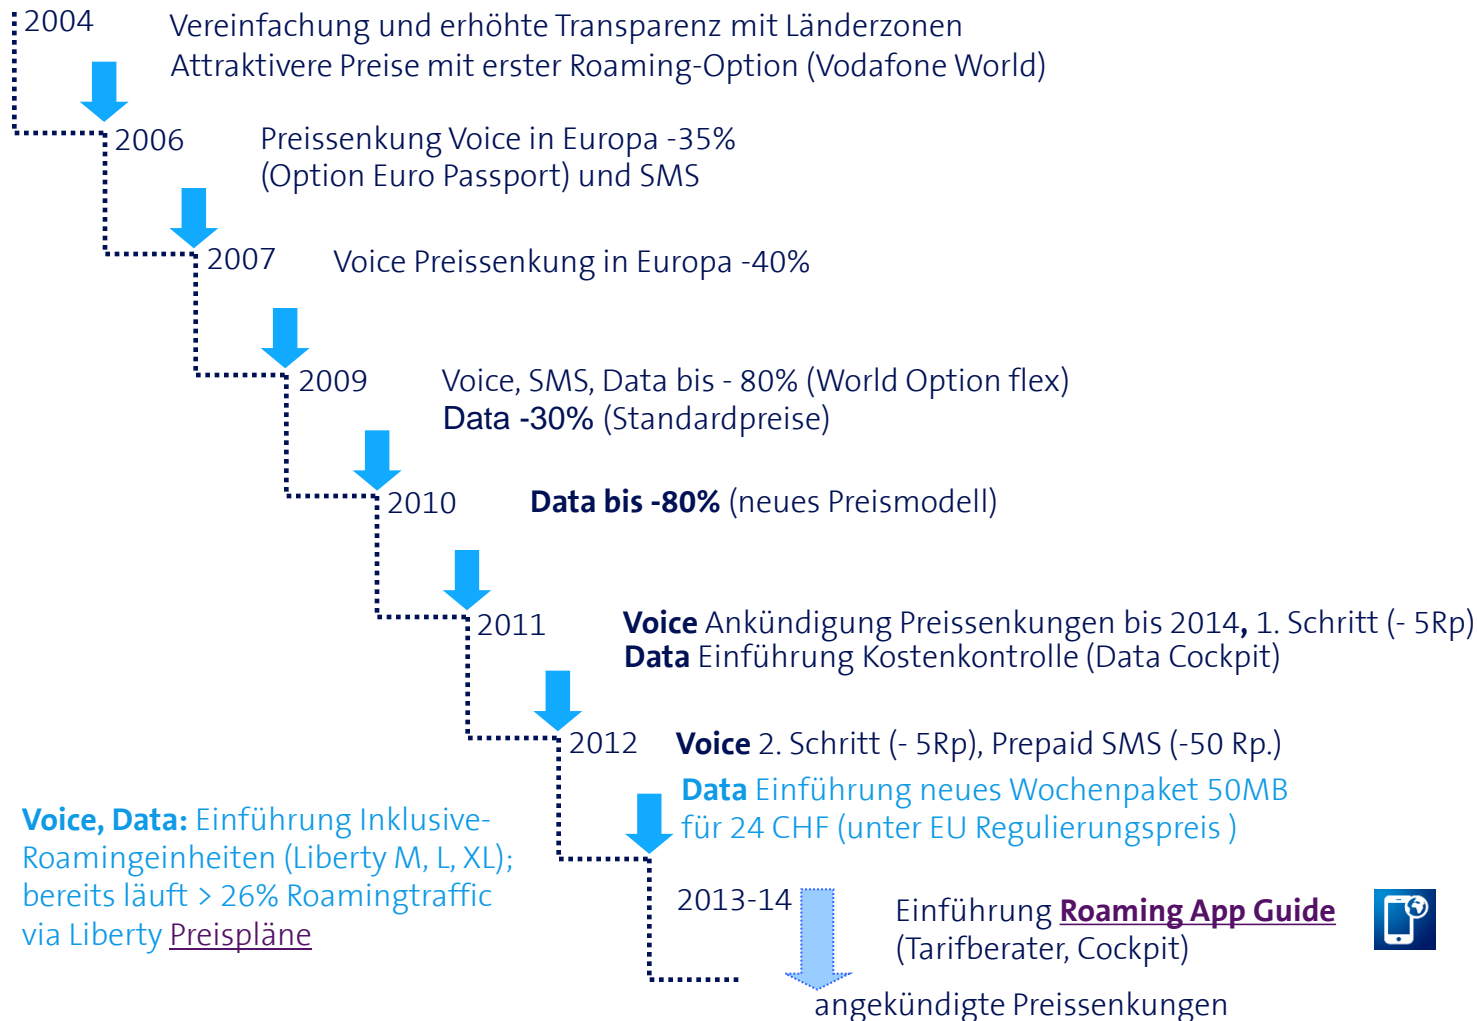 2004
Vereinfachung und erhöhte Transparenz mit Länderzonen
Attraktivere Preise mit erster Roaming-Option (Vodafone World)
2006
Preissenkung Voice in Europa -35%
(Option Euro Passport) und SMS
2007
Voice Preissenkung in Europa -40%
2009
Voice, SMS, Data bis - 80% (World Option flex)
Data -30% (Standardpreise)
2010
Data bis -80% (neues Preismodell)
2011
Voice Ankündigung Preissenkungen bis 2014, 1. Schritt (- 5Rp)
Data Einführung Kostenkontrolle (Data Cockpit)
2012
Voice 2. Schritt (- 5Rp), Prepaid SMS (-50 Rp.)
Data Einführung neues Wochenpaket 50MB
für 24 CHF (unter EU Regulierungspreis )
Voice, Data: Einführung Inklusive-
Roamingeinheiten (Liberty M, L, XL);
bereits läuft > 26% Roamingtraffic
via Liberty Preispläne
2013-14
Einführung Roaming App Guide
(Tarifberater, Cockpit)
angekündigte Preissenkungen